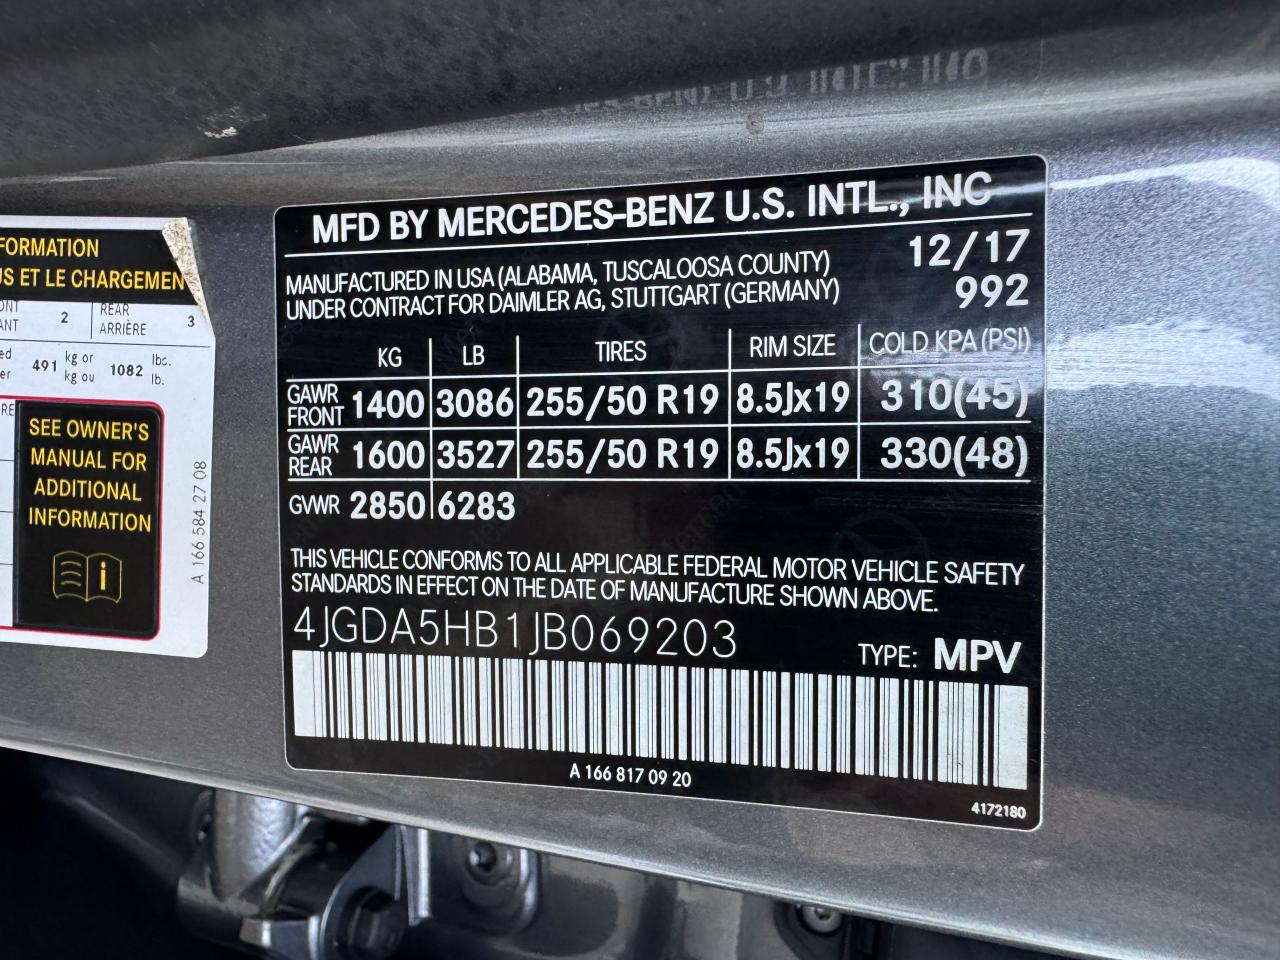 FORMATION
US ET LE CHARGEMEN
2
REAR
ARRIÈRE
3
491 kg or 1082 lbs.
kg ou lb.
SEE OWNER'S
MANUAL FOR
ADDITIONAL
INFORMATION
i
A 166 584 27 08
MFD BY MERCEDES-BENZ U.S. INTL., INC
MANUFACTURED IN USA (ALABAMA, TUSCALOOSA COUNTY) 12/17
UNDER CONTRACT FOR DAIMLER AG, STUTTGART (GERMANY) 992
KG LB TIRES RIM SIZE COLD KPA (PSI)
GAWR FRONT 1400 3086 255/50 R19 8.5Jx19 310(45)
GAWR REAR 1600 3527 255/50 R19 8.5Jx19 330(48)
GVWR 2850 6283
THIS VEHICLE CONFORMS TO ALL APPLICABLE FEDERAL MOTOR VEHICLE SAFETY
STANDARDS IN EFFECT ON THE DATE OF MANUFACTURE SHOWN ABOVE.
4JGDA5HB1JB069203
TYPE: MPV
A 166 817 09 20
4172180